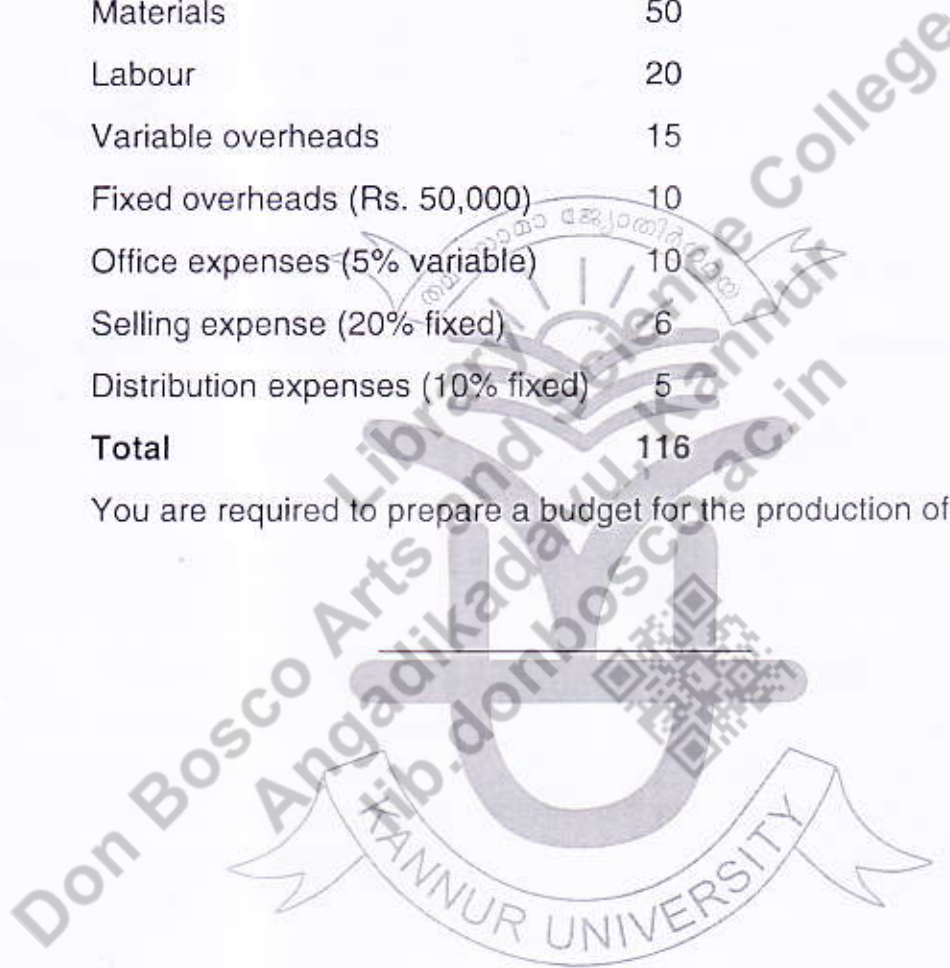 Materials 50
Labour 20
Variable overheads 15
Fixed overheads (Rs. 50,000) 10
Office expenses (5% variable) 10
Selling expense (20% fixed) 6
Distribution expenses (10% fixed) 5
Total 116
You are required to prepare a budget for the production of
Don Bosco Arts and Science College
Angadikadavu, Kannur
Library
lib.donbosco.ac.in
KANNUR UNIVERSITY